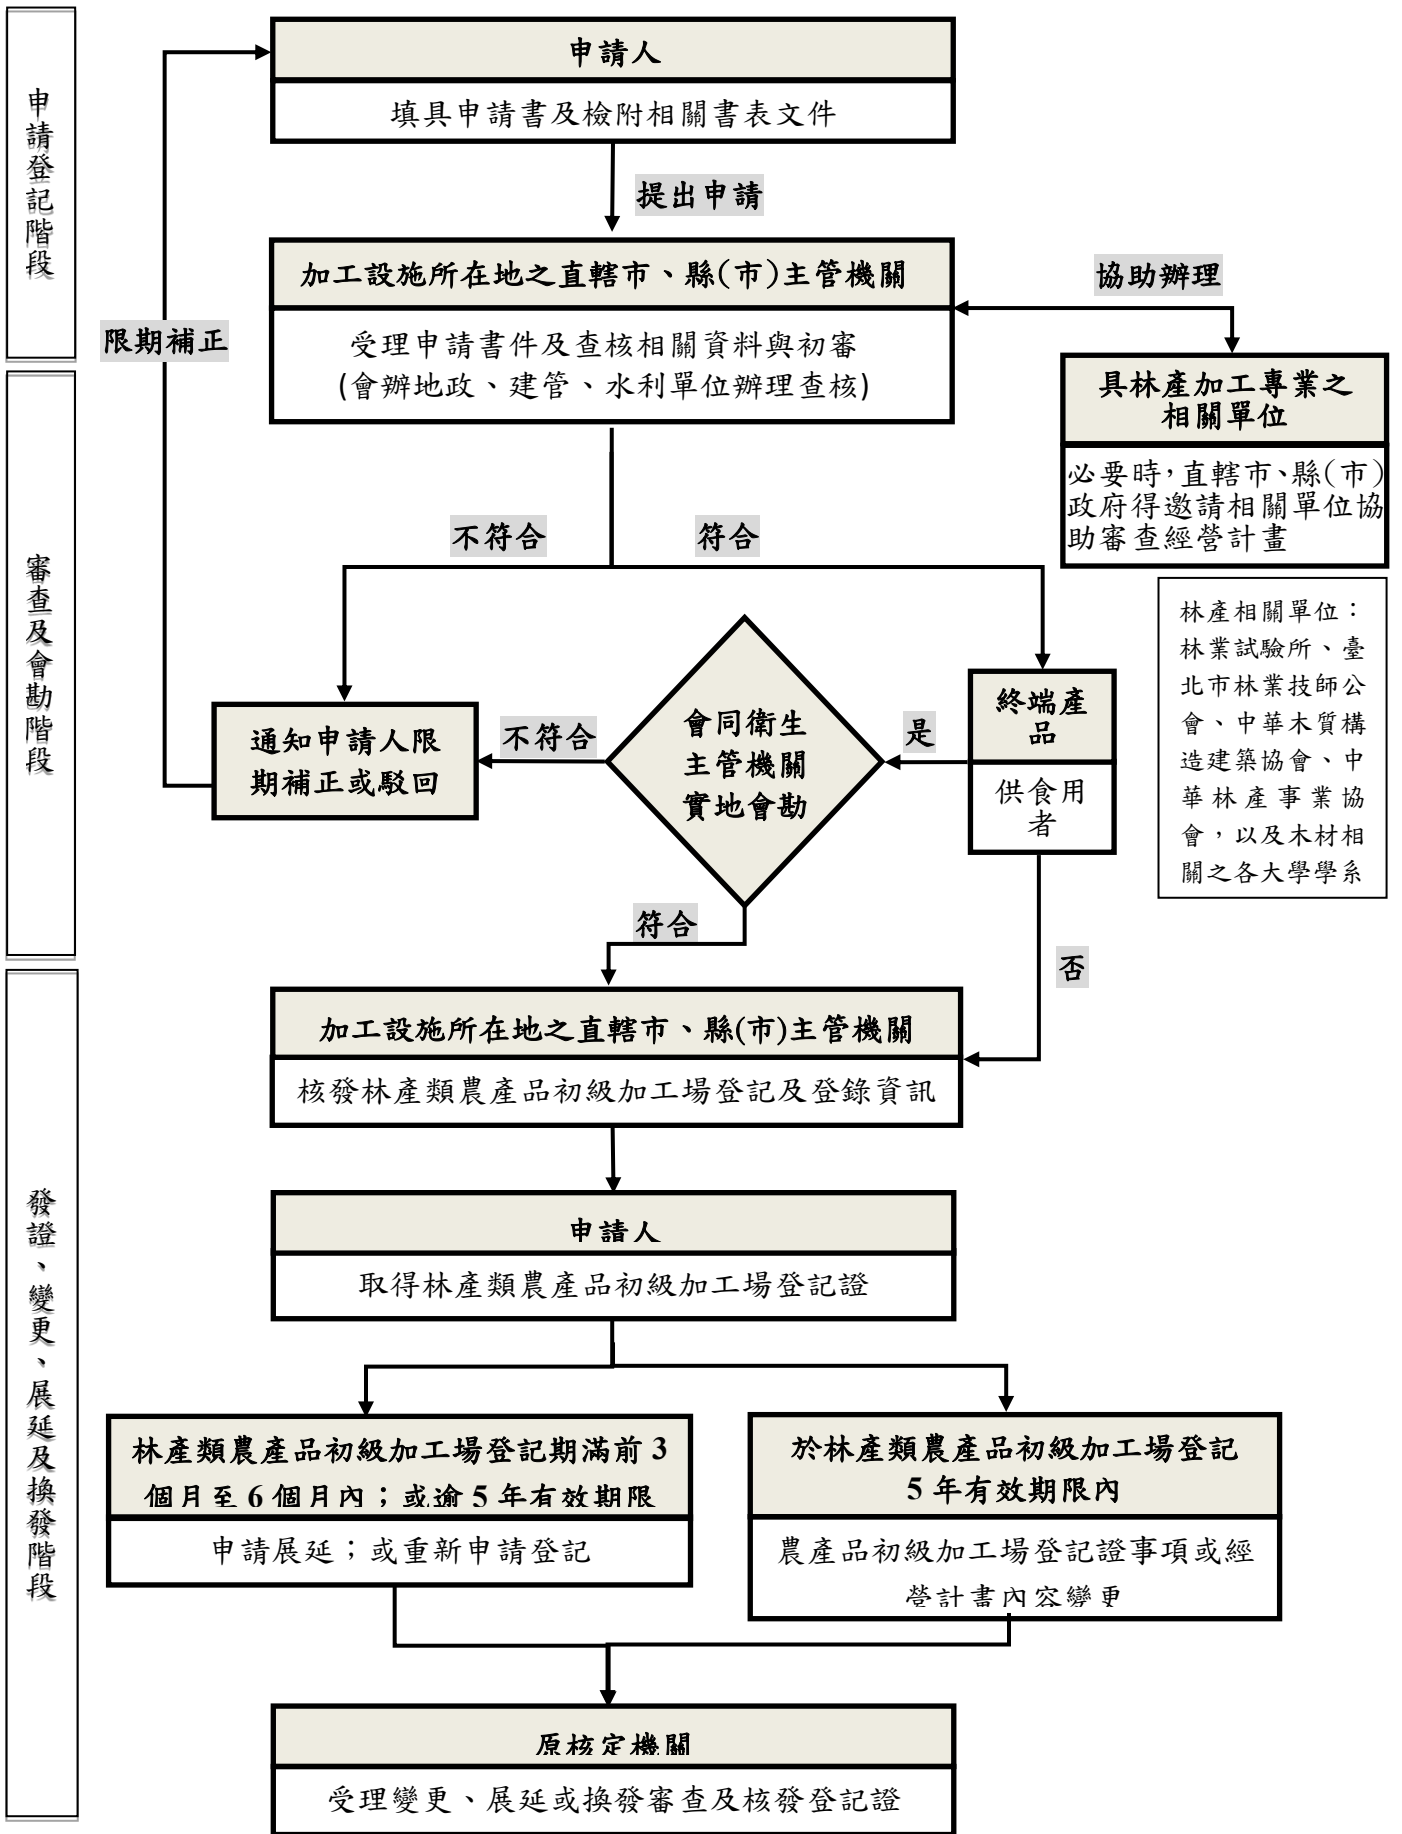 申請登記階段
申請人
填具申請書及檢附相關書表文件
提出申請
加工設施所在地之直轄市、縣(市)主管機關
受理申請書件及查核相關資料與初審
(會辦地政、建管、水利單位辦理查核)
協助辦理
限期補正
具林產加工專業之
相關單位
必要時，直轄市、縣(市)
政府得邀請相關單位協
助審查經營計畫
審查及會勘階段
不符合
符合
林產相關單位：
林業試驗所、臺
北市林業技師公
會、中華木質構
造建築協會、中
華林產事業協
會，以及木材相
關之各大學學系
通知申請人限
期補正或駁回
不符合
會同衛生
主管機關
實地會勘
是
終端產
品
供食用
者
符合
否
發證、變更、展延及換發階段
加工設施所在地之直轄市、縣(市)主管機關
核發林產類農產品初級加工場登記及登錄資訊
申請人
取得林產類農產品初級加工場登記證
林產類農產品初級加工場登記期滿前 3
個月至 6 個月內；或逾 5 年有效期限
申請展延；或重新申請登記
於林產類農產品初級加工場登記
5 年有效期限內
農產品初級加工場登記證事項或經
營計畫內容變更
原核定機關
受理變更、展延或換發審查及核發登記證